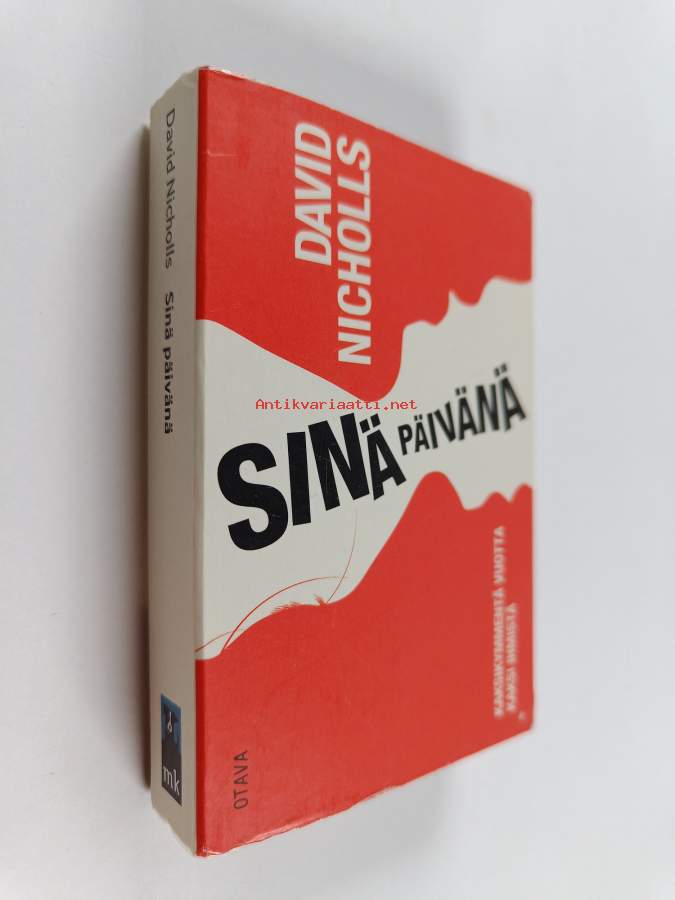 David Nicholls Sinä päivänä
mk
DAVID
NICHOLLS
SINÄ PÄIVÄNÄ
KAKSIKYMMENTÄ VUOTTA
KAKSI IHMISTÄ
OTAVA
Antikvariaatti.net